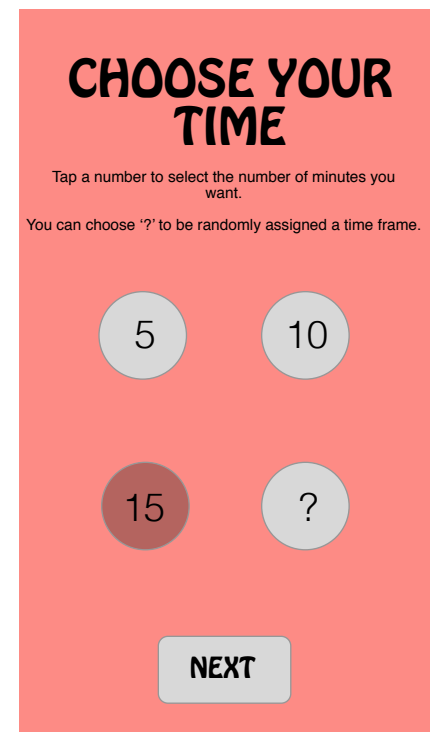 CHOOSE YOUR
TIME
Tap a number to select the number of minutes you
want.
You can choose ‘?’ to be randomly assigned a time frame.
5
10
15
?
NEXT